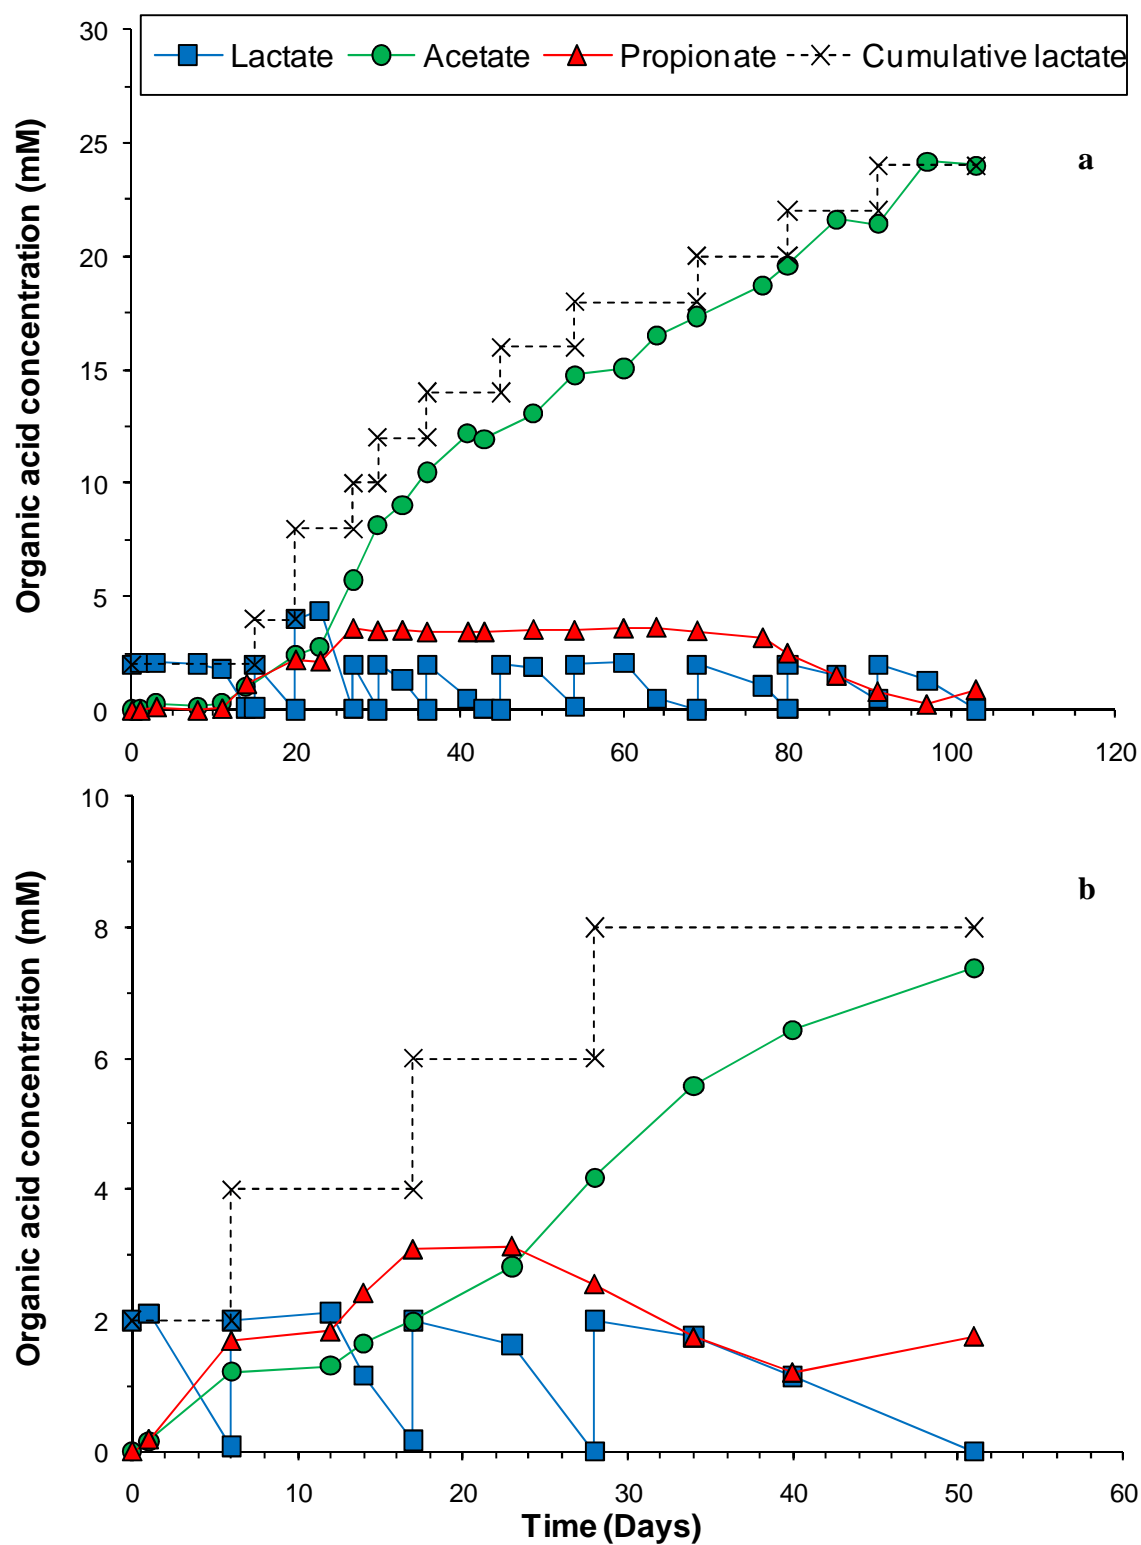 Lactate Acetate Propionate Cumulative lactate
a
Organic acid concentration (mM)
30
25
20
15
10
5
0
0 20 40 60 80 100 120
b
Organic acid concentration (mM)
10
8
6
4
2
0
0 10 20 30 40 50 60
Time (Days)